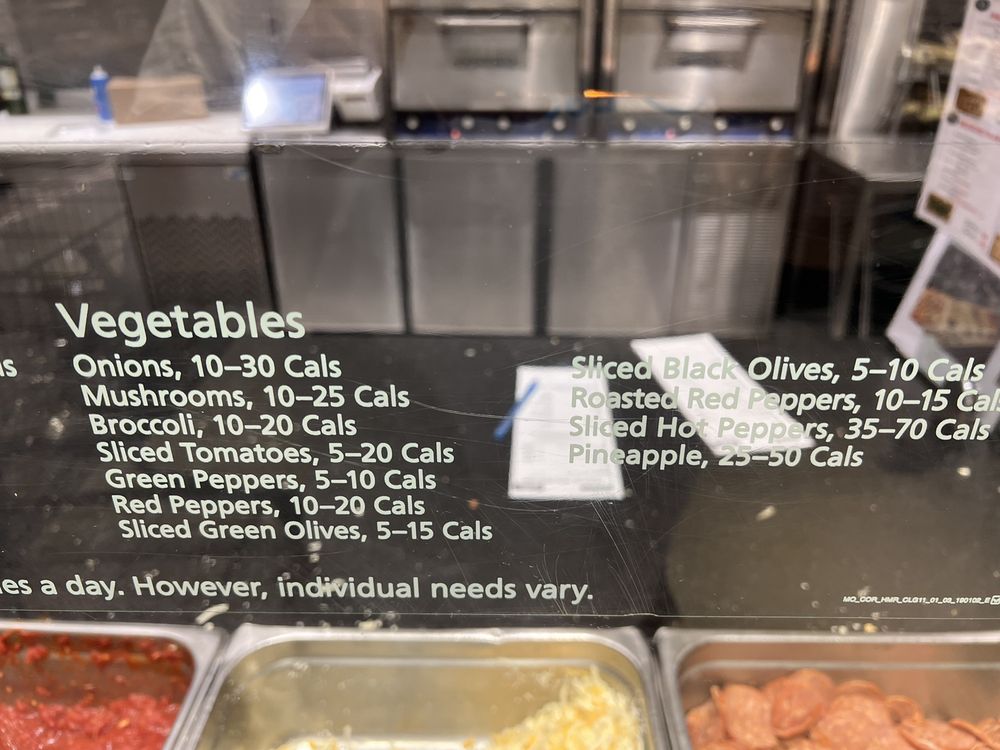 Vegetables
Onions, 10–30 Cals
Mushrooms, 10–25 Cals
Broccoli, 10–20 Cals
Sliced Tomatoes, 5–20 Cals
Green Peppers, 5–10 Cals
Red Peppers, 10–20 Cals
Sliced Green Olives, 5–15 Cals
Sliced Black Olives, 5–10 Cals
Roasted Red Peppers, 10–15 Cals
Sliced Hot Peppers, 35–70 Cals
Pineapple, 25–50 Cals
a day. However, individual needs vary.